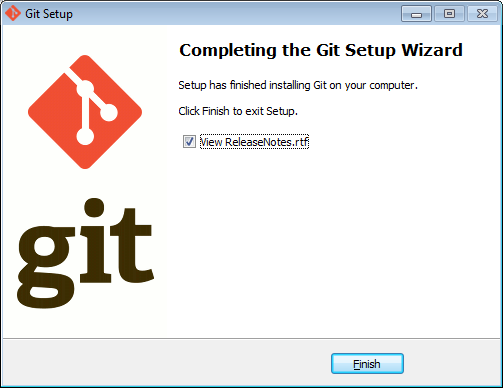 Git Setup
Completing the Git Setup Wizard
Setup has finished installing Git on your computer.
Click Finish to exit Setup.
View ReleaseNotes.rtf
git
Finish